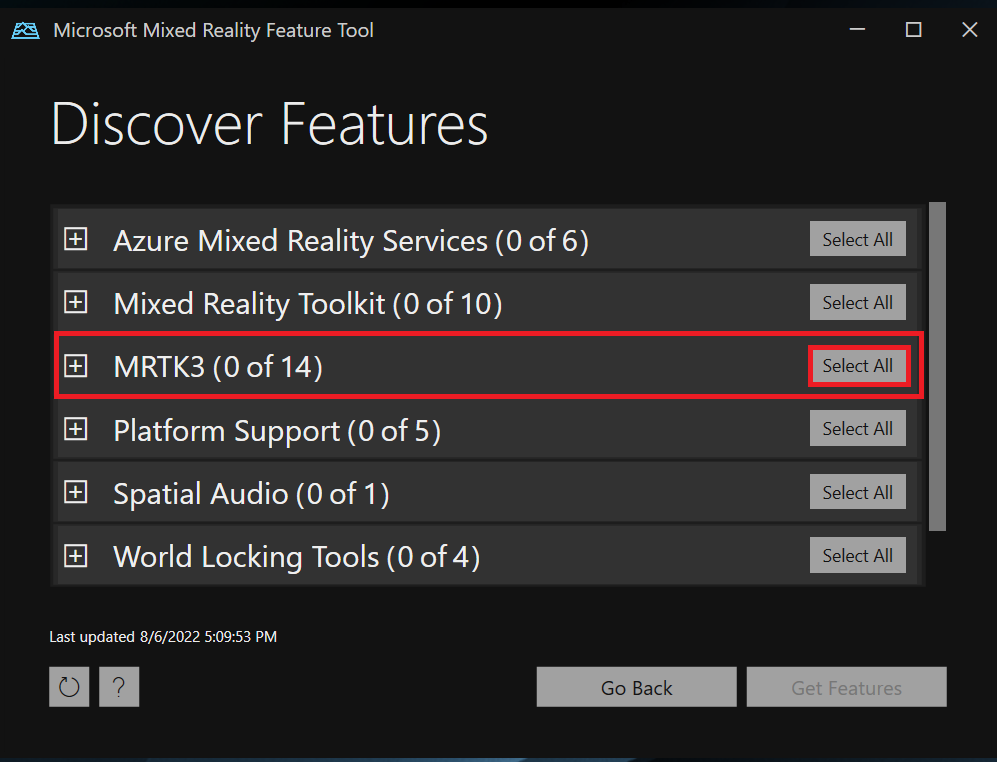 Microsoft Mixed Reality Feature Tool
Discover Features
Azure Mixed Reality Services (0 of 6) Select All
Mixed Reality Toolkit (0 of 10) Select All
MRTK3 (0 of 14) Select All
Platform Support (0 of 5) Select All
Spatial Audio (0 of 1) Select All
World Locking Tools (0 of 4) Select All
Last updated 8/6/2022 5:09:53 PM
? Go Back Get Features